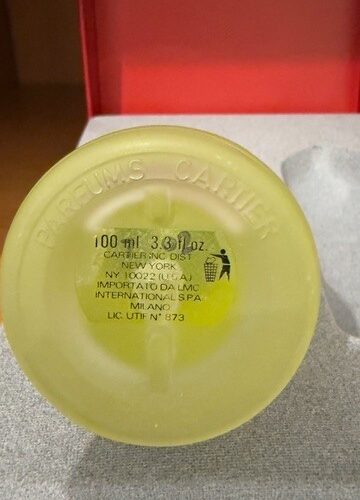 PARFUMS CARTIER
100 ml 3.3 fl.oz.
CARTIER INC DIST
NEW YORK
NY 10022 (U.S.A.)
IMPORTATO DA LMC
INTERNATIONAL S.P.A.
MILANO
LIC. UTIF N° 873